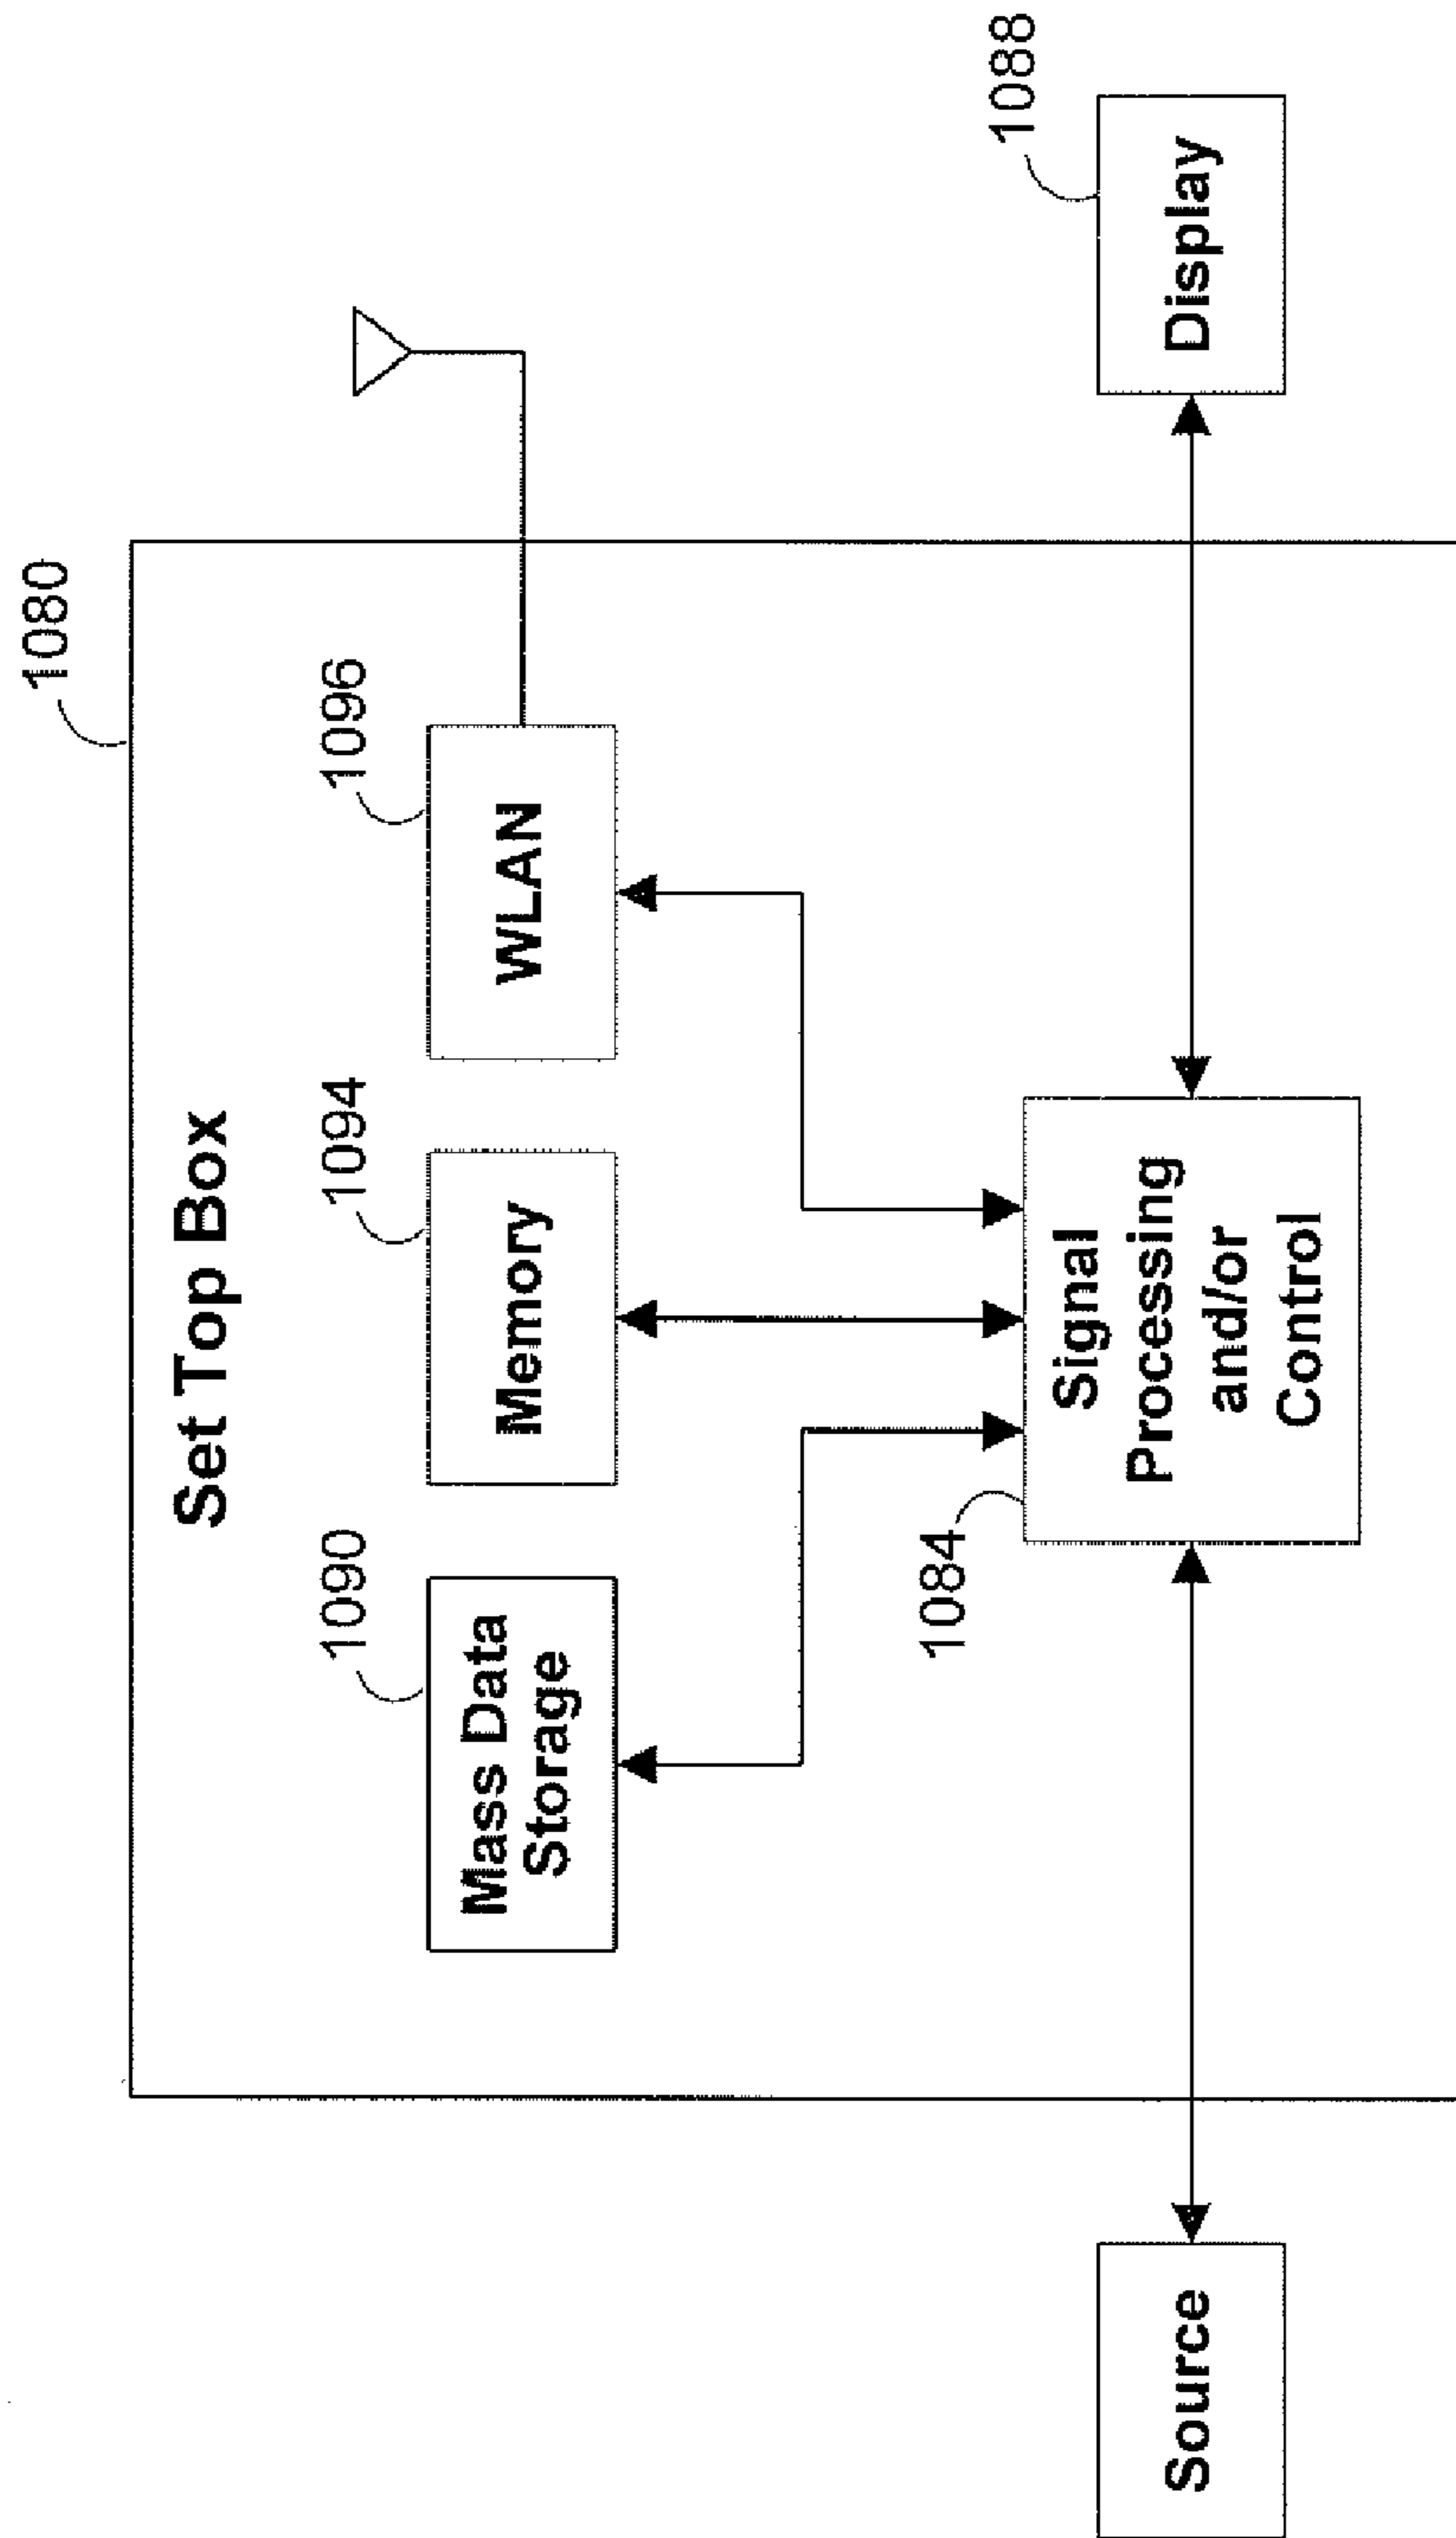 1080
Set Top Box
1090
1094
1096
Mass Data
Storage
Memory
WLAN
1084
1088
Source
Signal
Processing
and/or
Control
Display